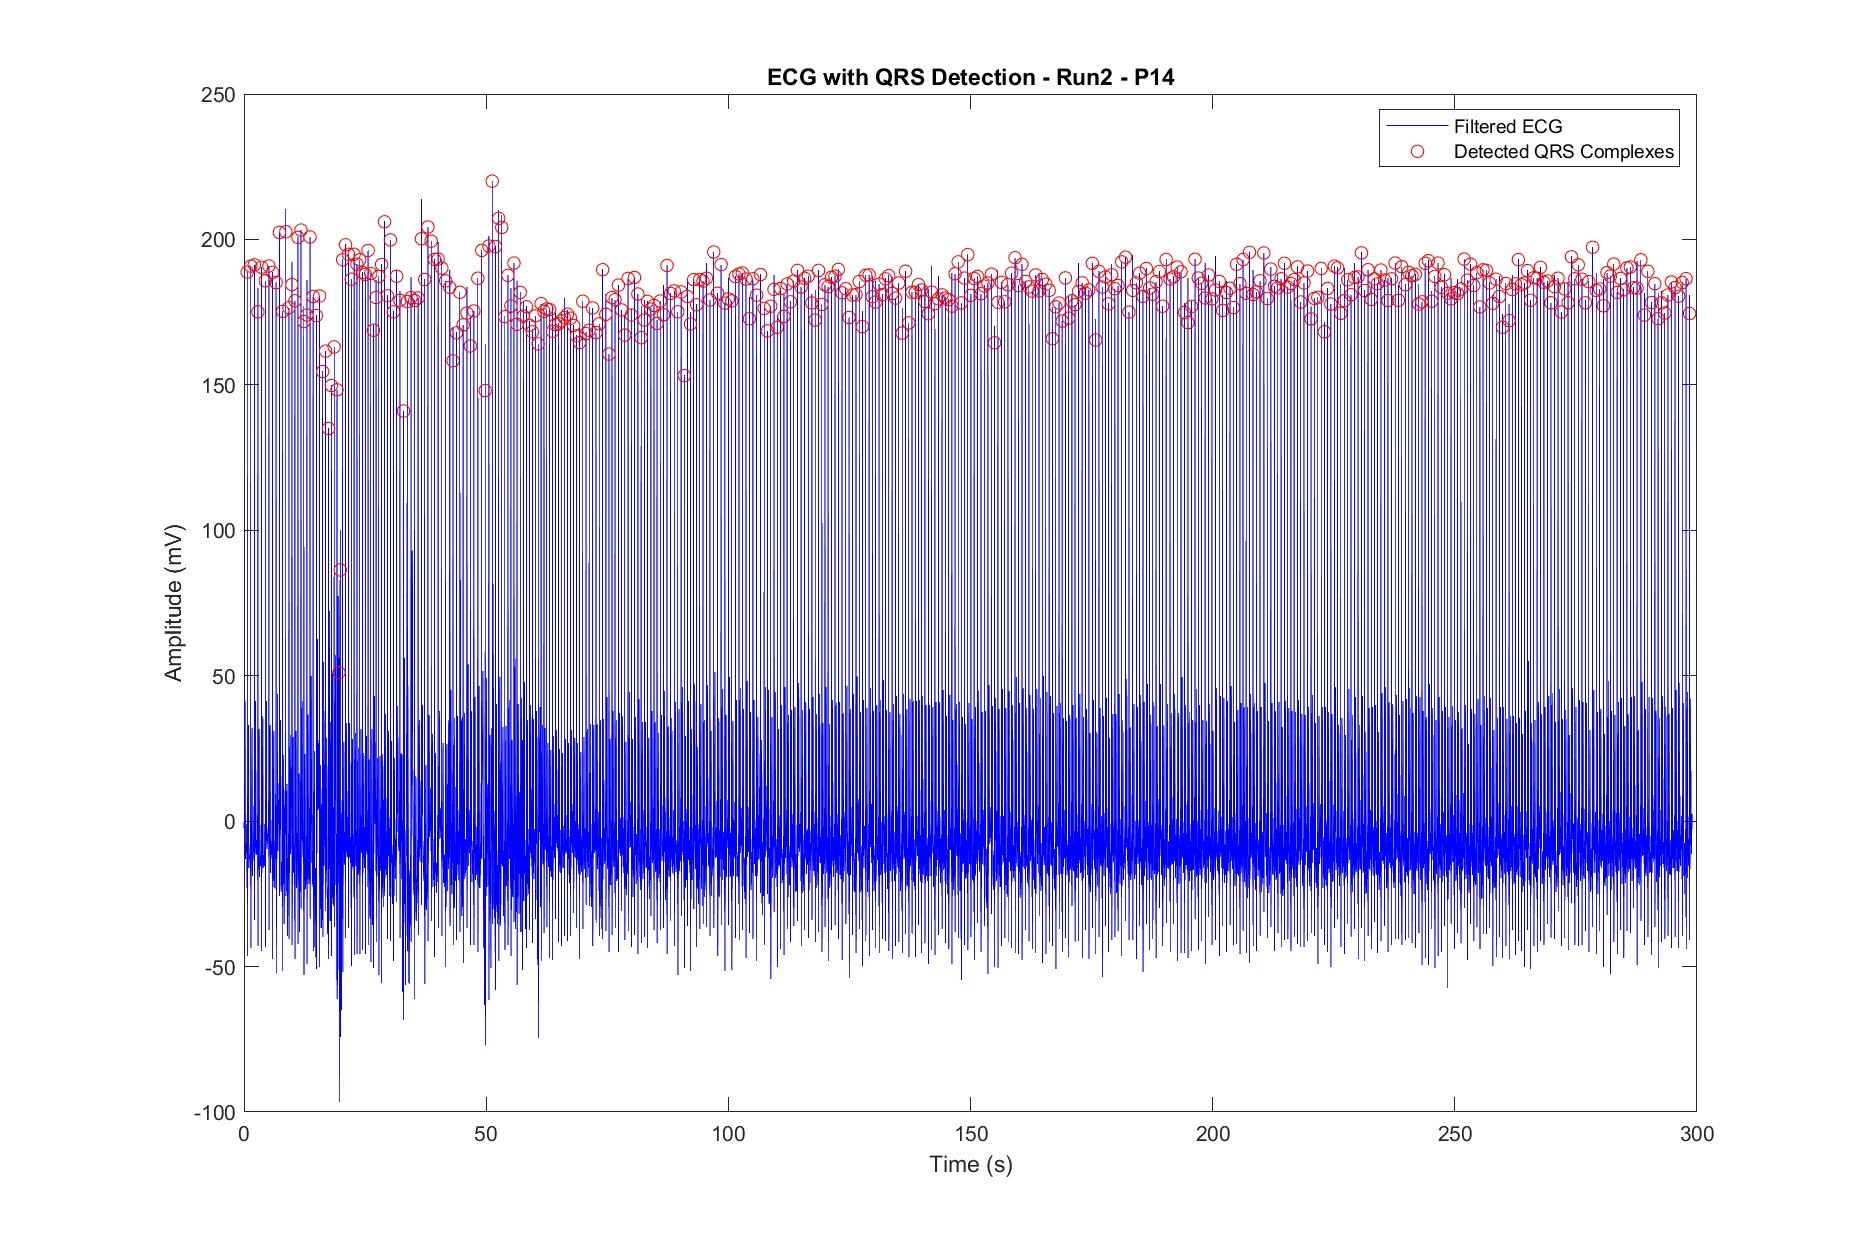 ECG with QRS Detection - Run2 - P14
250
200
150
100
50
0
-50
-100
Amplitude (mV)
Filtered ECG
Detected QRS Complexes
0 50 100 150 200 250 300
Time (s)